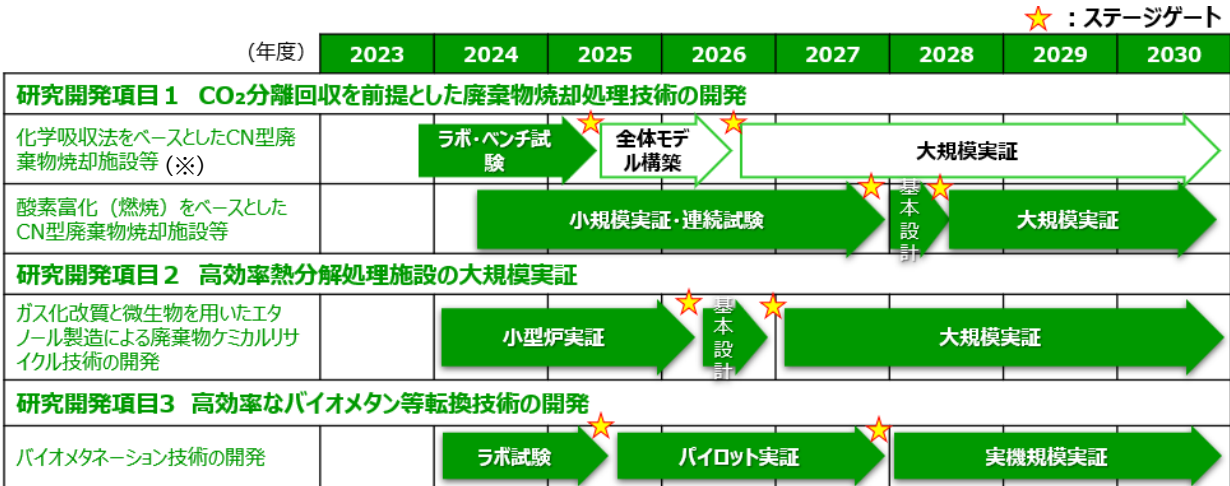 ：ステージゲート
(年度) 2023 2024 2025 2026 2027 2028 2029 2030
研究開発項目１ CO₂分離回収を前提とした廃棄物焼却処理技術の開発
化学吸収法をベースとしたCN型廃
棄物焼却施設等 (※)
ラボ・ベンチ試
験
全体モデ
ル構築
大規模実証
酸素富化（燃焼）をベースとした
CN型廃棄物焼却施設等
小規模実証・連続試験
基
本
設
計
大規模実証
研究開発項目２ 高効率熱分解処理施設の大規模実証
ガス化改質と微生物を用いたエタ
ノール製造による廃棄物ケミカルリサ
イクル技術の開発
小型炉実証
基
本
設
計
大規模実証
研究開発項目3 高効率なバイオメタン等転換技術の開発
バイオメタネーション技術の開発
ラボ試験
パイロット実証
実機規模実証